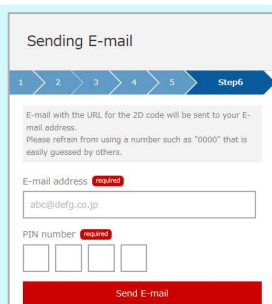 Sending E-mail
1 2 3 4 5 Step6
E-mail with the URL for the 2D code will be sent to your E-
mail address.
Please refrain from using a number such as "0000" that is
easily guessed by others.
E-mail address required
abc@defg.co.jp
PIN number required
Send E-mail